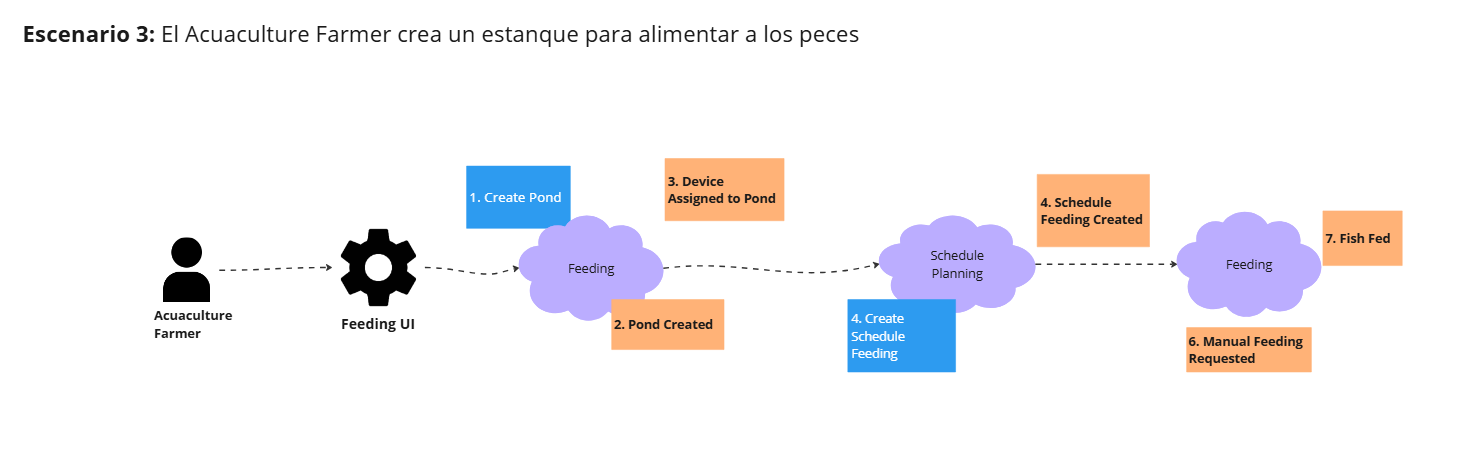 Escenario 3: El Acuaculture Farmer crea un estanque para alimentar a los peces
Acuaculture
Farmer
Feeding UI
1. Create Pond
Feeding
2. Pond Created
3. Device
Assigned to Pond
Schedule
Planning
4. Create
Schedule
Feeding
4. Schedule
Feeding Created
Feeding
6. Manual Feeding
Requested
7. Fish Fed